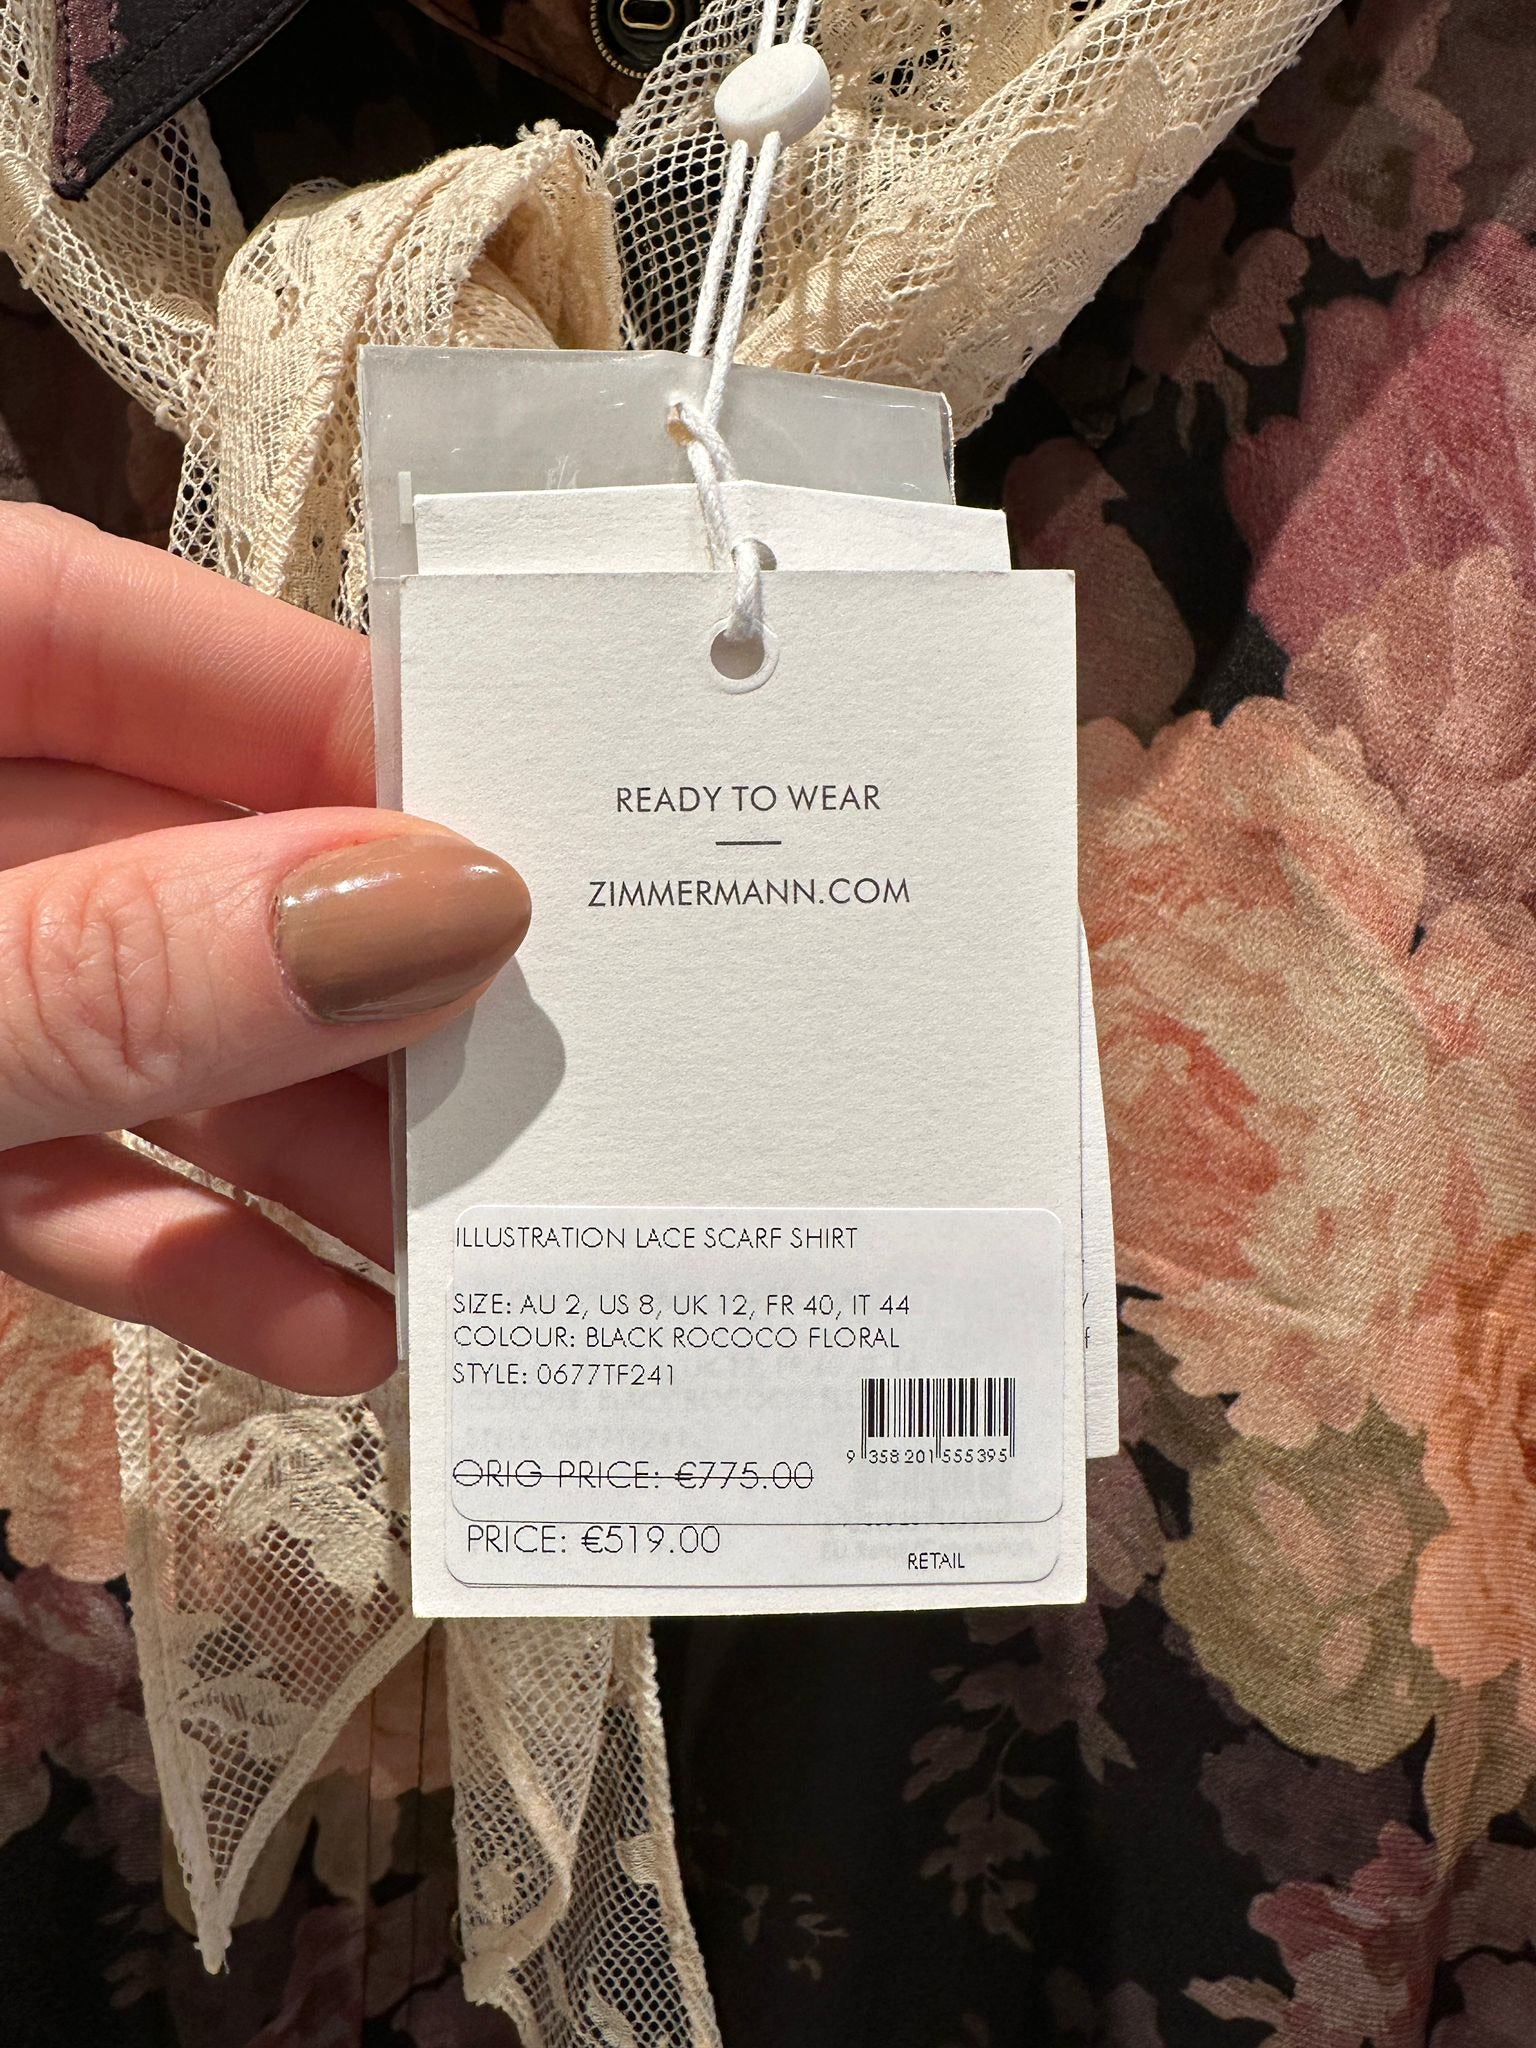 READY TO WEAR
ZIMMERMANN.COM
ILLUSTRATION LACE SCARF SHIRT
SIZE: AU 2, US 8, UK 12, FR 40, IT 44
COLOUR: BLACK ROCOCO FLORAL
STYLE: 0677TF241
9 358201 555395
ORIG PRICE: €775.00
PRICE: €519.00
RETAIL